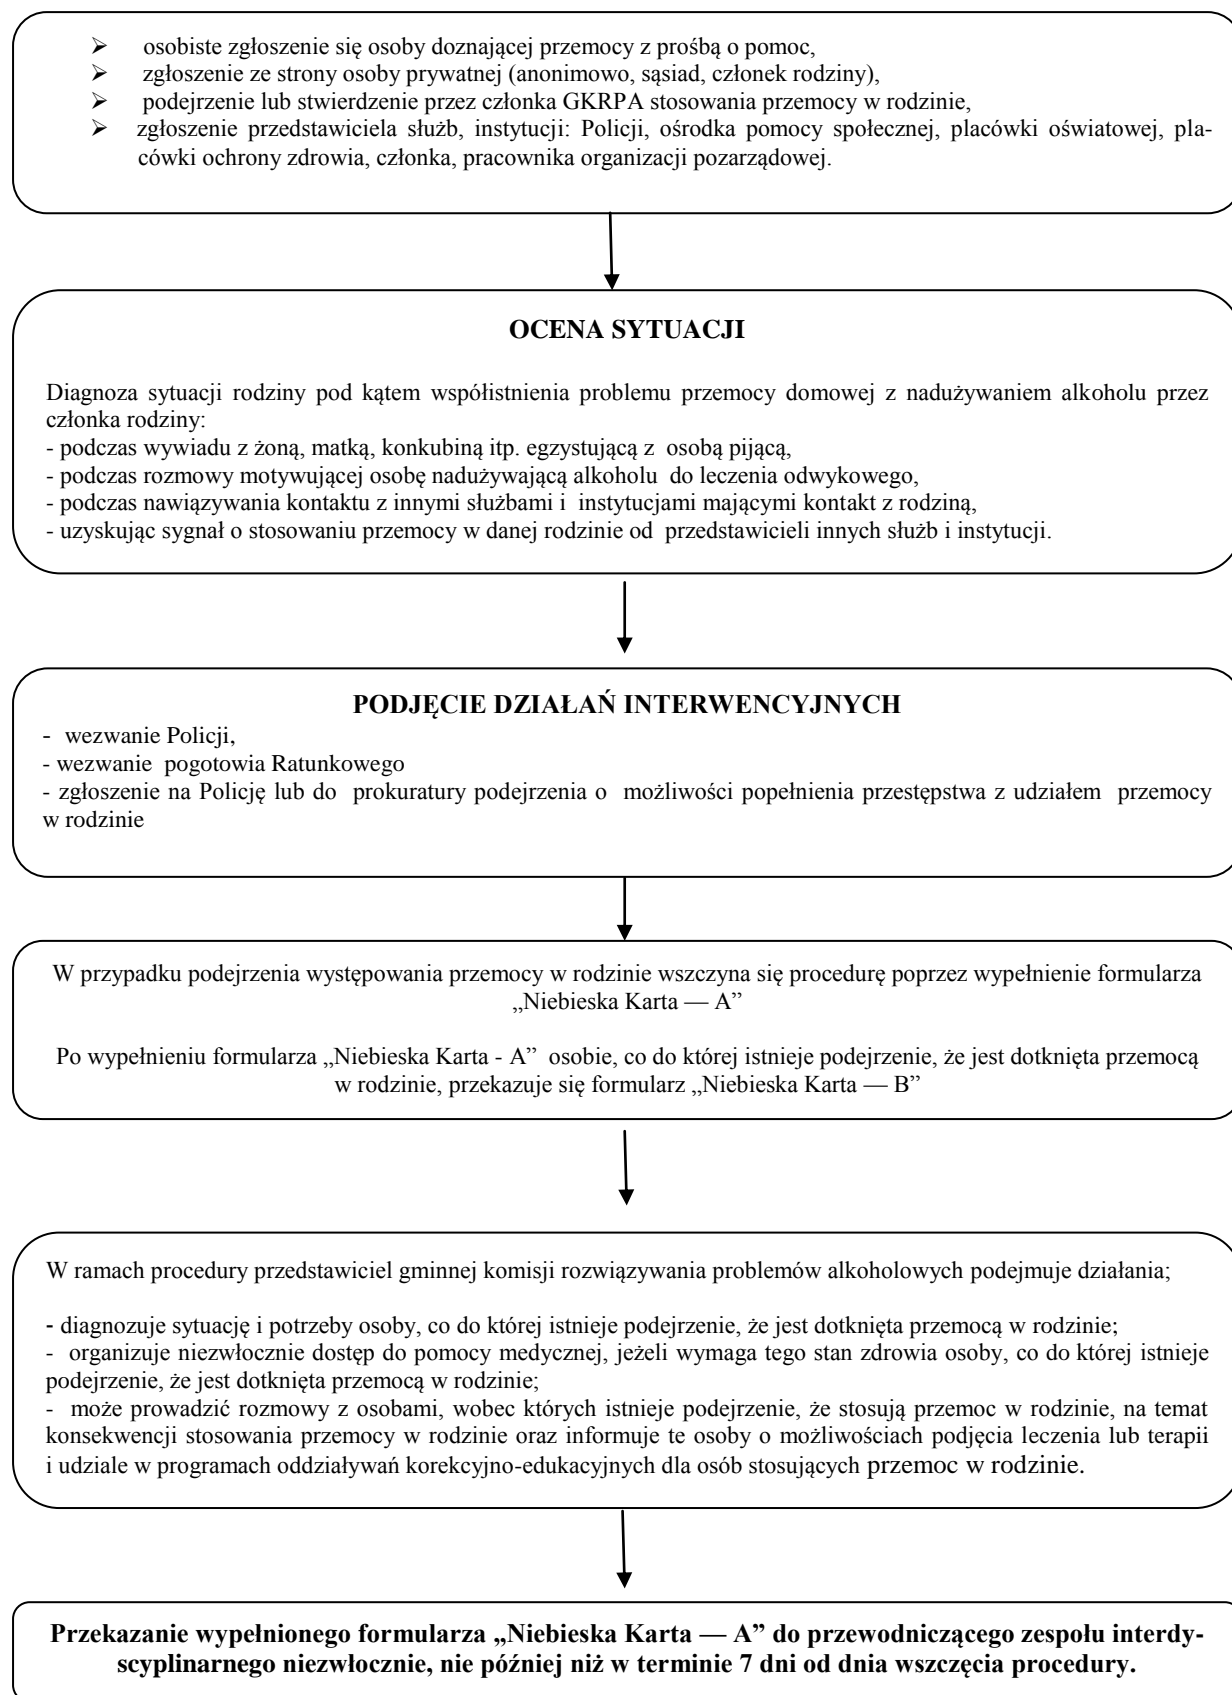 ➢ osobiste zgłoszenie się osoby doznającej przemocy z prośbą o pomoc,
➢ zgłoszenie ze strony osoby prywatnej (anonimowo, sąsiad, członek rodziny),
➢ podejrzenie lub stwierdzenie przez członka GKRPA stosowania przemocy w rodzinie,
➢ zgłoszenie przedstawiciela służb, instytucji: Policji, ośrodka pomocy społecznej, placówki oświatowej, pla-
cówki ochrony zdrowia, członka, pracownika organizacji pozarządowej.
OCENA SYTUACJI
Diagnoza sytuacji rodziny pod kątem współistnienia problemu przemocy domowej z nadużywaniem alkoholu przez
członka rodziny:
- podczas wywiadu z żoną, matką, konkubiną itp. egzystującą z osobą pijącą,
- podczas rozmowy motywującej osobę nadużywającą alkoholu do leczenia odwykowego,
- podczas nawiązywania kontaktu z innymi służbami i instytucjami mającymi kontakt z rodziną,
- uzyskując sygnał o stosowaniu przemocy w danej rodzinie od przedstawicieli innych służb i instytucji.
PODJĘCIE DZIAŁAŃ INTERWENCYJNYCH
- wezwanie Policji,
- wezwanie pogotowia Ratunkowego
- zgłoszenie na Policję lub do prokuratury podejrzenia o możliwości popełnienia przestępstwa z udziałem przemocy
w rodzinie
W przypadku podejrzenia występowania przemocy w rodzinie wszczyna się procedurę poprzez wypełnienie formularza
„Niebieska Karta — A”
Po wypełnieniu formularza „Niebieska Karta - A” osobie, co do której istnieje podejrzenie, że jest dotknięta przemocą
w rodzinie, przekazuje się formularz „Niebieska Karta — B”
W ramach procedury przedstawiciel gminnej komisji rozwiązywania problemów alkoholowych podejmuje działania;
- diagnozuje sytuację i potrzeby osoby, co do której istnieje podejrzenie, że jest dotknięta przemocą w rodzinie;
- organizuje niezwłocznie dostęp do pomocy medycznej, jeżeli wymaga tego stan zdrowia osoby, co do której istnieje
podejrzenie, że jest dotknięta przemocą w rodzinie;
- może prowadzić rozmowy z osobami, wobec których istnieje podejrzenie, że stosują przemoc w rodzinie, na temat
konsekwencji stosowania przemocy w rodzinie oraz informuje te osoby o możliwościach podjęcia leczenia lub terapii
i udziale w programach oddziaływań korekcyjno-edukacyjnych dla osób stosujących przemoc w rodzinie.
Przekazanie wypełnionego formularza „Niebieska Karta — A” do przewodniczącego zespołu interdy-
scyplinarnego niezwłocznie, nie później niż w terminie 7 dni od dnia wszczęcia procedury.